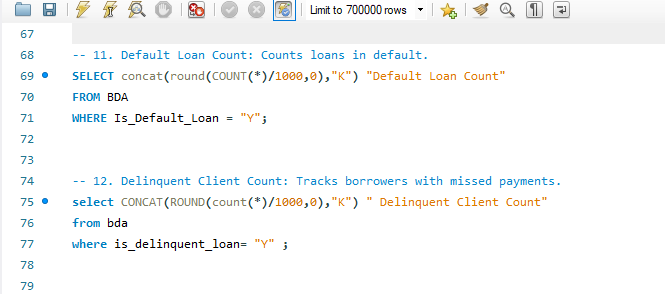 Limit to 700000 rows
67
68 -- 11. Default Loan Count: Counts loans in default.
69 SELECT concat(round(COUNT(*)/1000,0),"K") "Default Loan Count"
70 FROM BDA
71 WHERE Is_Default_Loan = "Y";
72
73
74 -- 12. Delinquent Client Count: Tracks borrowers with missed payments.
75 select CONCAT(ROUND(count(*)/1000,0),"K") " Delinquent Client Count"
76 from bda
77 where is_delinquent_loan= "Y" ;
78
79